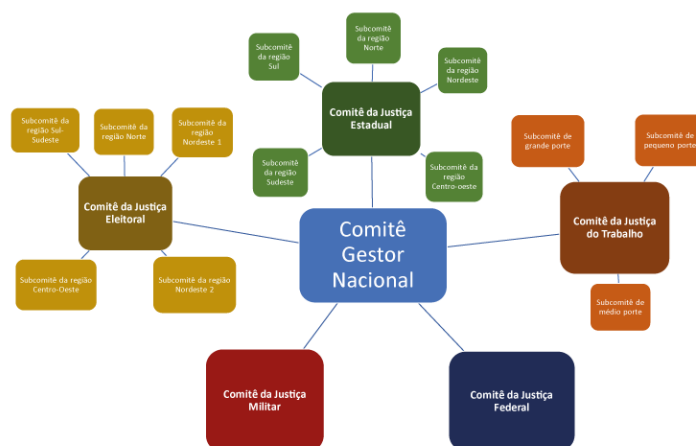 Subcomitê
da região
Sul
Subcomitê
da região
Norte
Subcomitê
da região
Nordeste
Comitê da Justiça
Estadual
Subcomitê
da região
Sudeste
Subcomitê
da região
Centro-oeste
Subcomitê da
região Sul-
Sudeste
Subcomitê
da região Norte
Subcomitê
da região
Nordeste 1
Comitê da Justiça
Eleitoral
Subcomitê da região
Centro-Oeste
Subcomitê da região
Nordeste 2
Comitê
Gestor
Nacional
Subcomitê de
grande porte
Subcomitê de
pequeno porte
Comitê da Justiça
do Trabalho
Subcomitê de
médio porte
Comitê da Justiça
Militar
Comitê da Justiça
Federal